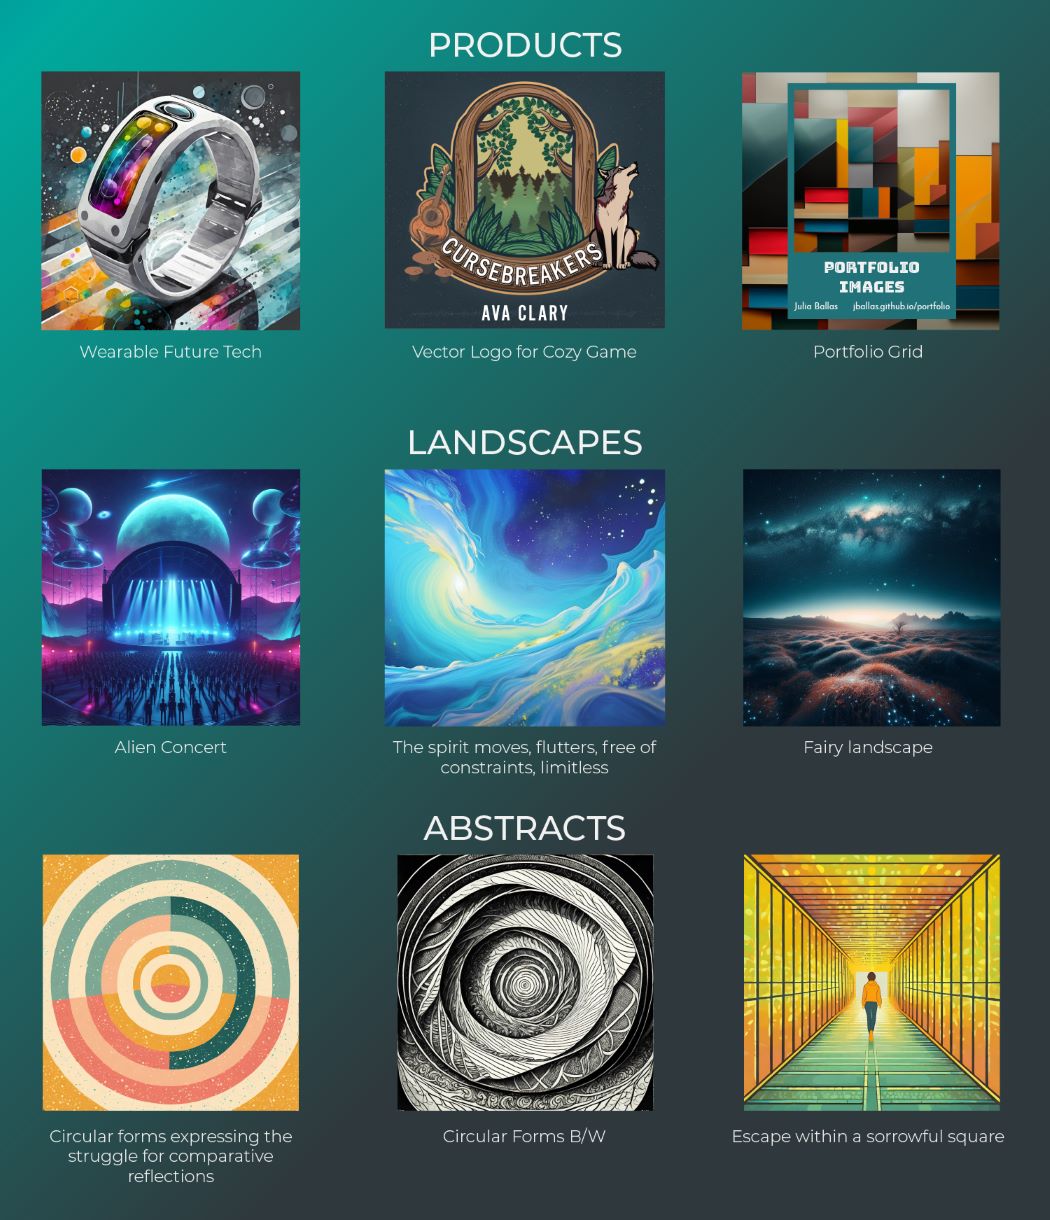 PRODUCTS
CURSEBREAKERS
AVA CLARY
PORTFOLIO
IMAGES
Julia Ballas jballas.github.io/portfolio
Wearable Future Tech
Vector Logo for Cozy Game
Portfolio Grid
LANDSCAPES
Alien Concert
The spirit moves, flutters, free of
constraints, limitless
Fairy landscape
ABSTRACTS
Circular forms expressing the
struggle for comparative
reflections
Circular Forms B/W
Escape within a sorrowful square